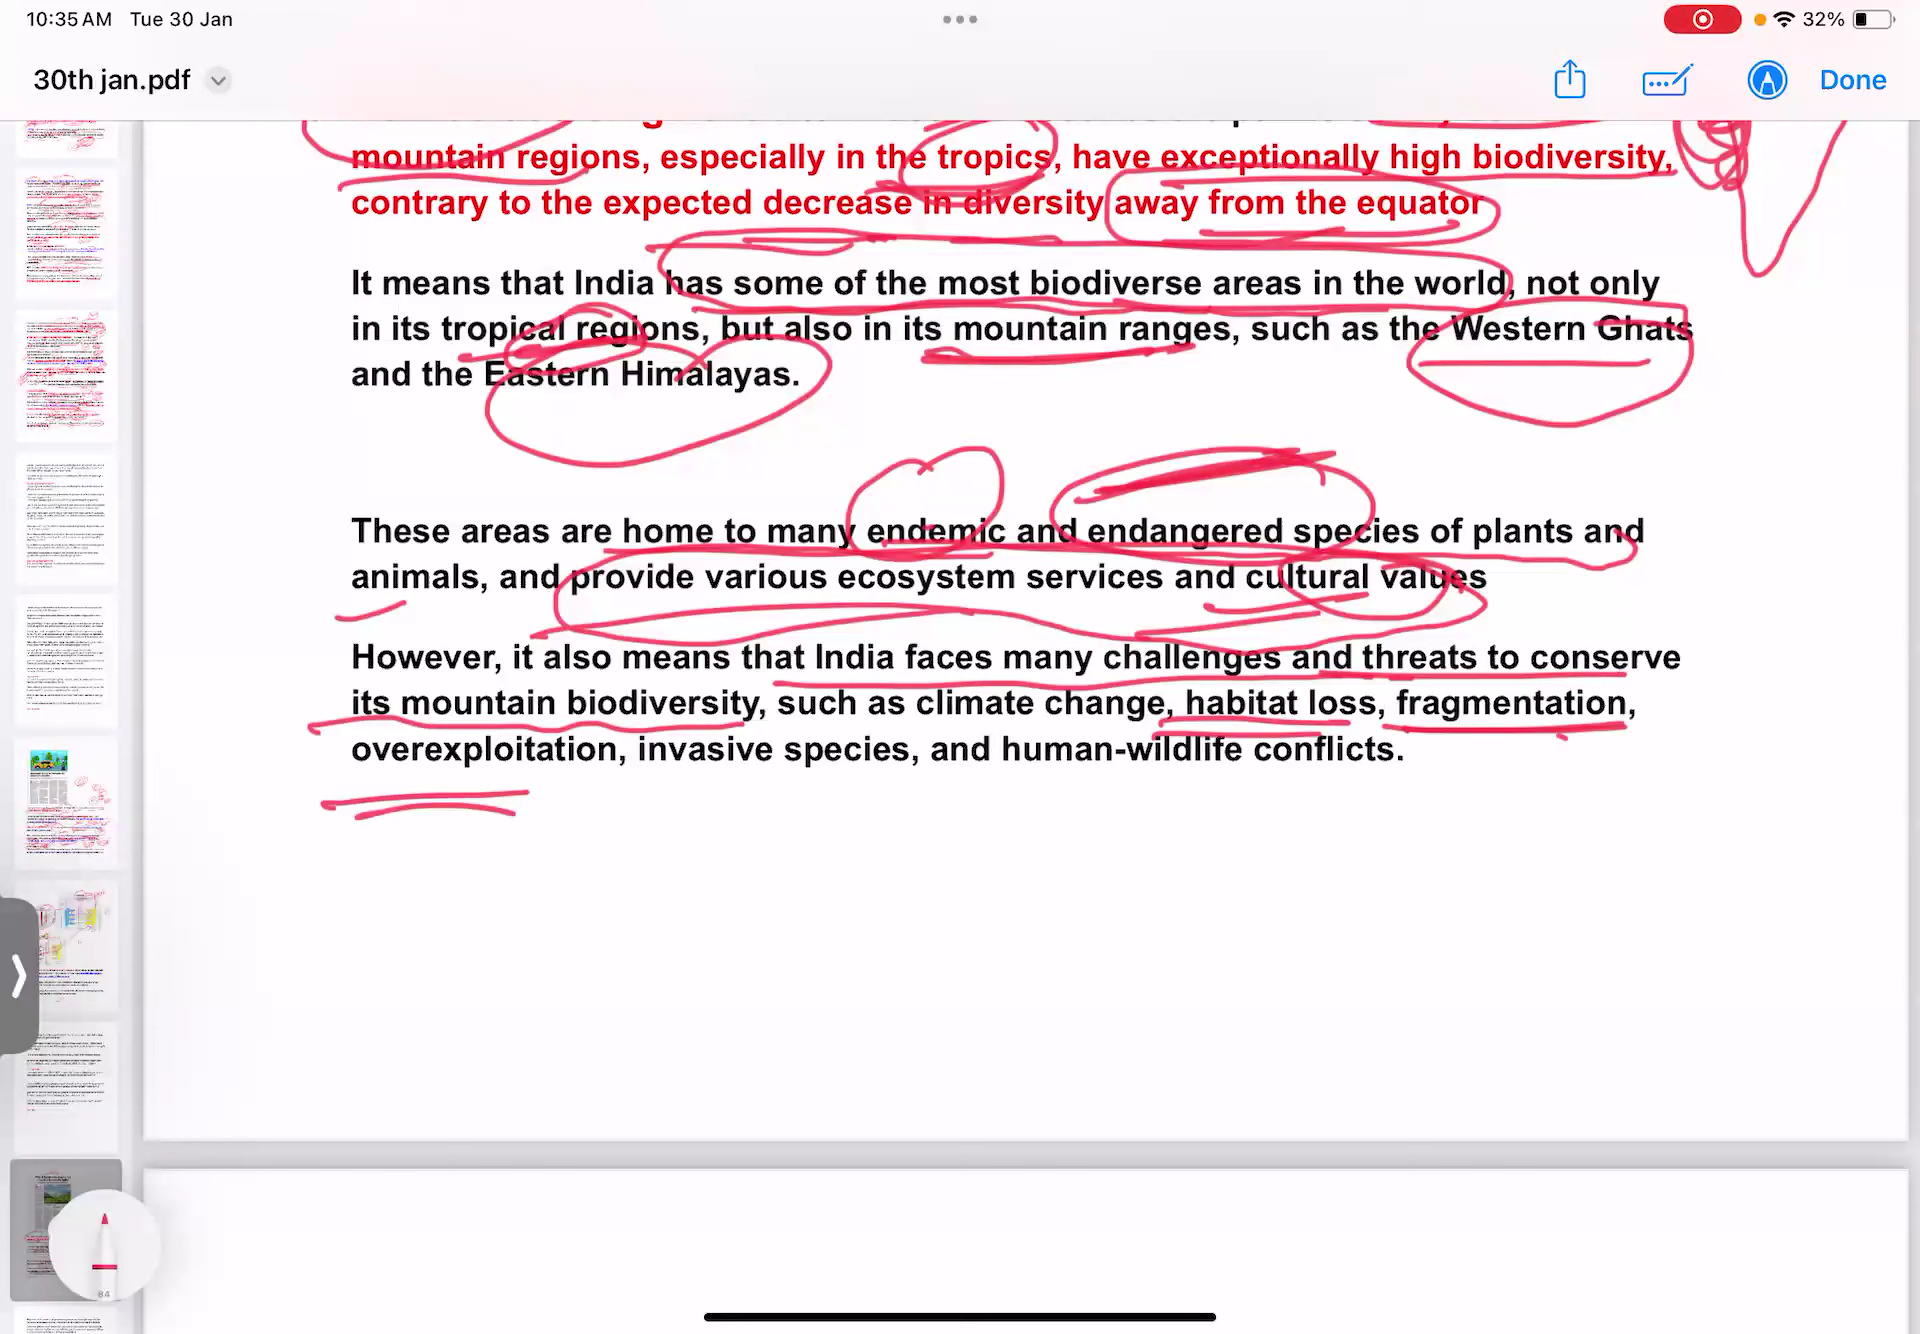 10:35 AM Tue 30 Jan
32%
30th jan.pdf
Done
mountain regions, especially in the tropics, have exceptionally high biodiversity,
contrary to the expected decrease in diversity away from the equator
It means that India has some of the most biodiverse areas in the world, not only
in its tropical regions, but also in its mountain ranges, such as the Western Ghats
and the Eastern Himalayas.
These areas are home to many endemic and endangered species of plants and
animals, and provide various ecosystem services and cultural values
However, it also means that India faces many challenges and threats to conserve
its mountain biodiversity, such as climate change, habitat loss, fragmentation,
overexploitation, invasive species, and human-wildlife conflicts.
84